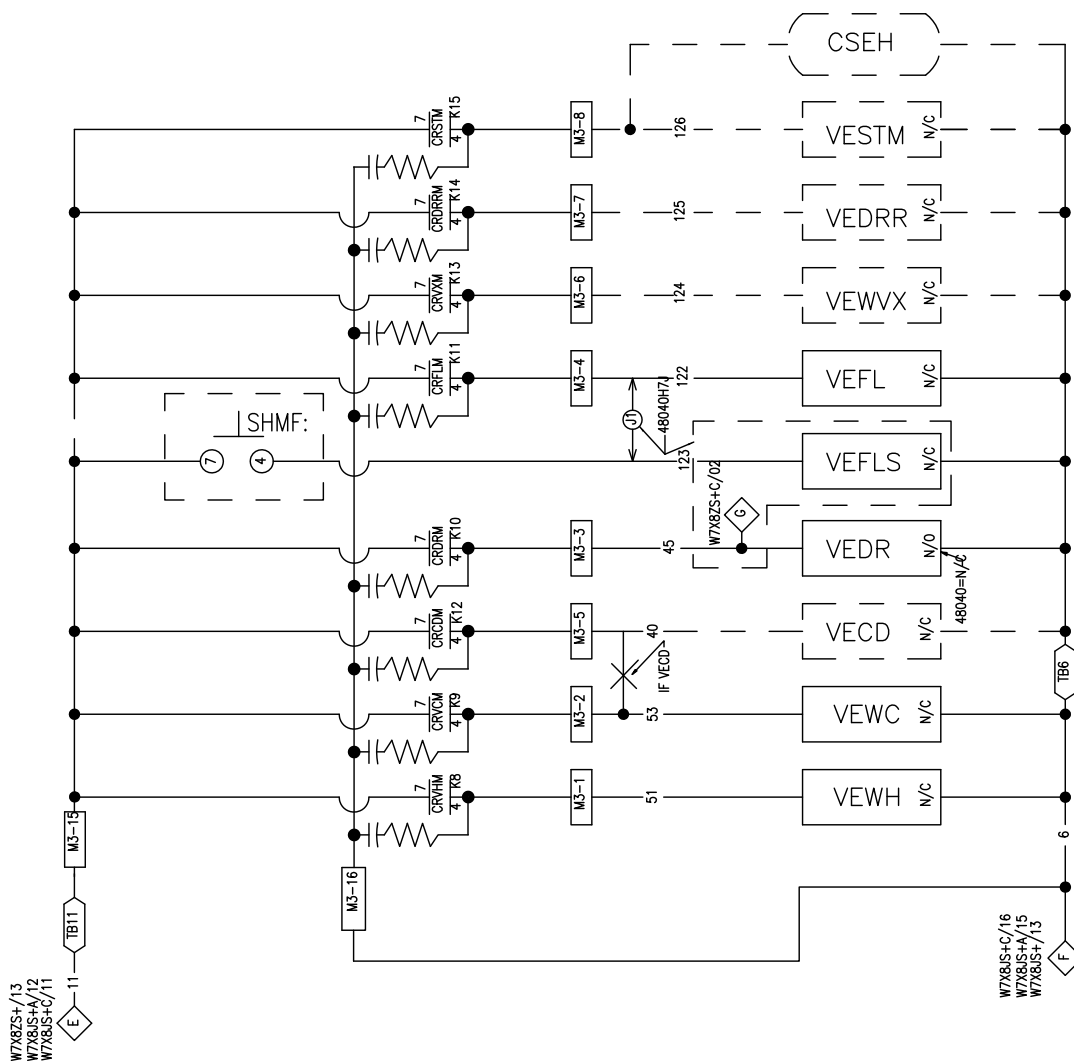 CSEH
7
CRSTM
4
K15
M3-8
126
VESTM
N/C
7
CRDRRM
4
K14
M3-7
125
VEDRR
N/C
7
CRVXM
4
K13
M3-6
124
VEWVX
N/C
7
CRFLM
4
K11
M3-4
122
VEFL
N/C
SHMF:
7
4
J1
48040H7J
123
VEFLS
N/C
W7X8ZS+C/02
G
7
CRDRM
4
K10
M3-3
45
VEDR
N/O
48040=N/C
7
CRCDM
4
K12
M3-5
40
VECD
N/C
IF VECD
TB6
7
CRVCM
4
K9
M3-2
53
VEWC
N/C
7
CRVHM
4
K8
M3-1
51
VEWH
N/C
M3-15
M3-16
6
TB11
11
E
W7X8ZS+/13
W7X8JS+A/12
W7X8JS+C/11
W7X8JS+C/16
W7X8JS+A/15
W7X8JS+/13
F